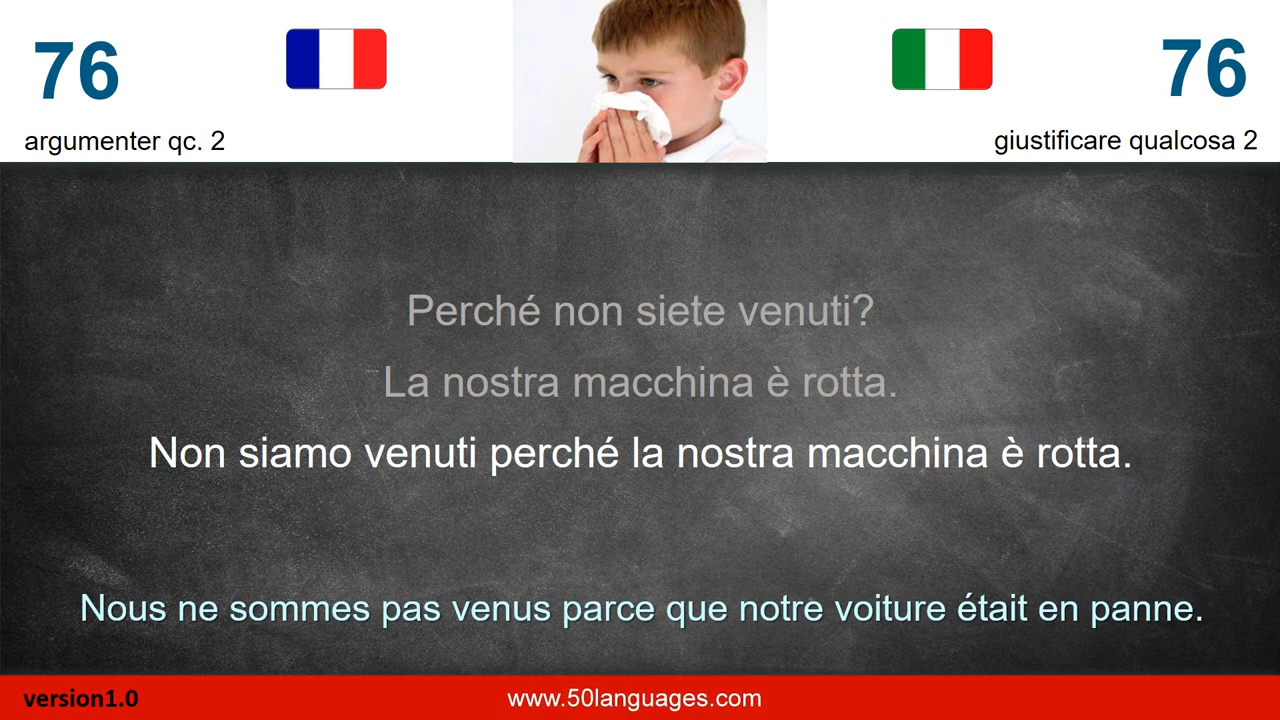 76
76
argumenter qc. 2
giustificare qualcosa 2
Perché non siete venuti?
La nostra macchina è rotta.
Non siamo venuti perché la nostra macchina è rotta.
Nous ne sommes pas venus parce que notre voiture était en panne.
version1.0
www.50languages.com